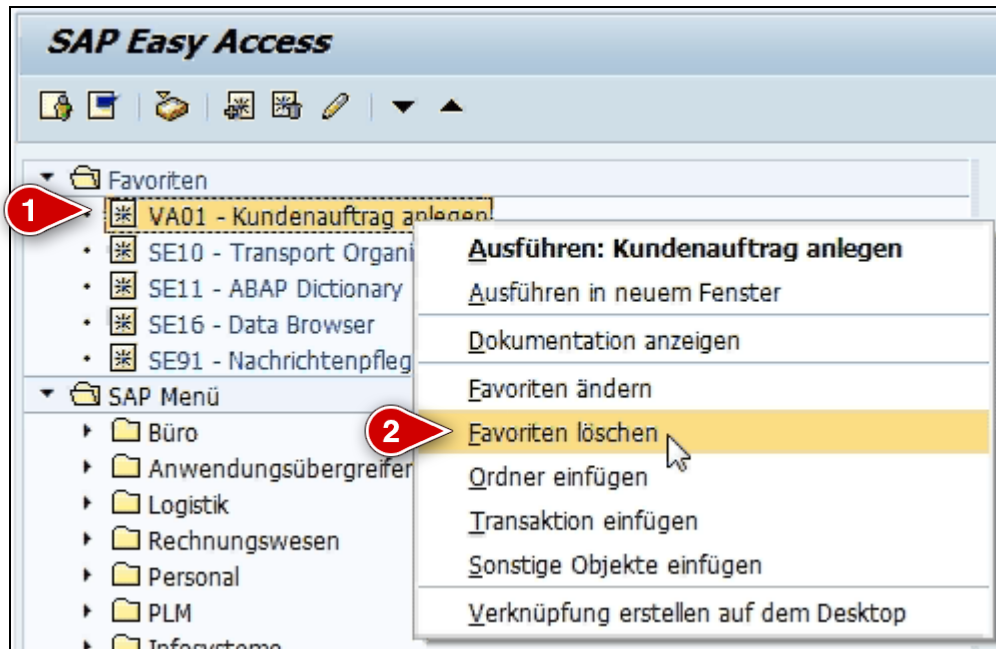 SAP Easy Access
Favoriten
1
VA01 - Kundenauftrag anlegen
SE10 - Transport Organi
SE11 - ABAP Dictionary
SE16 - Data Browser
SE91 - Nachrichtenpfleg
SAP Menü
Büro
Anwendungsübergreifen
Logistik
Rechnungswesen
Personal
PLM
Infosysteme
Ausführen: Kundenauftrag anlegen
Ausführen in neuem Fenster
Dokumentation anzeigen
Favoriten ändern
2
Favoriten löschen
Ordner einfügen
Transaktion einfügen
Sonstige Objekte einfügen
Verknüpfung erstellen auf dem Desktop